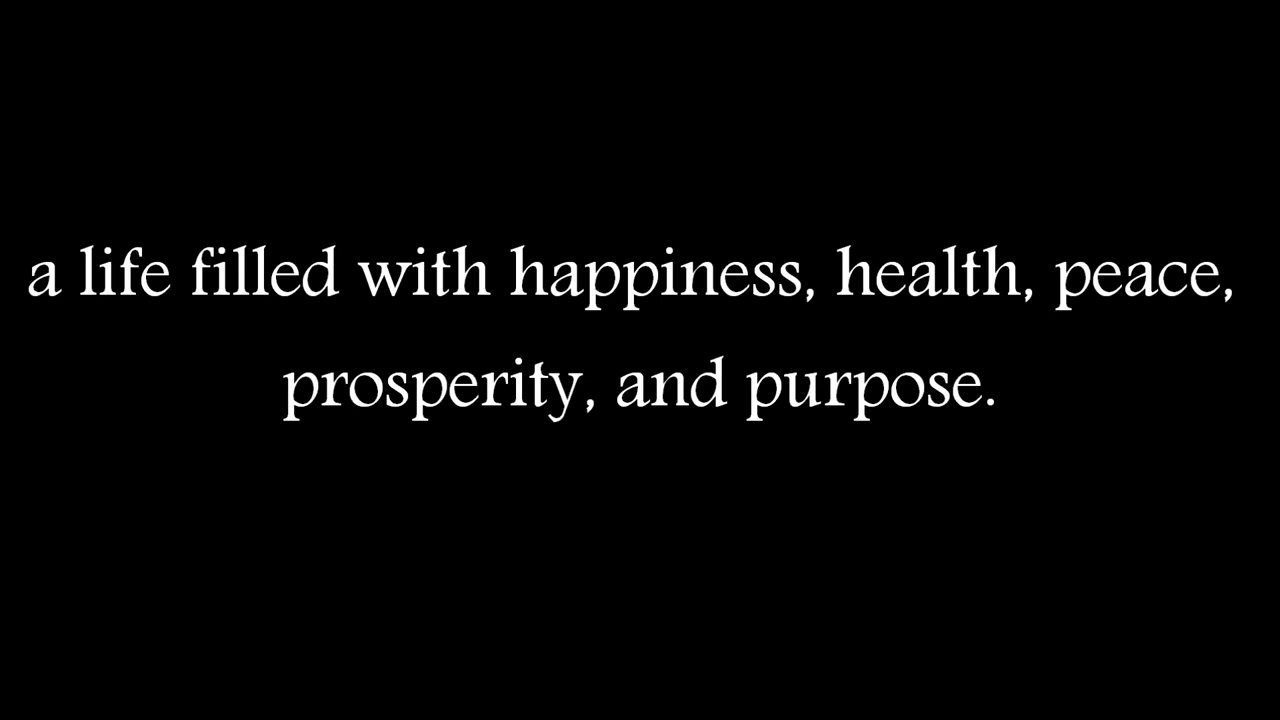 a life filled with happiness, health, peace,
prosperity, and purpose.